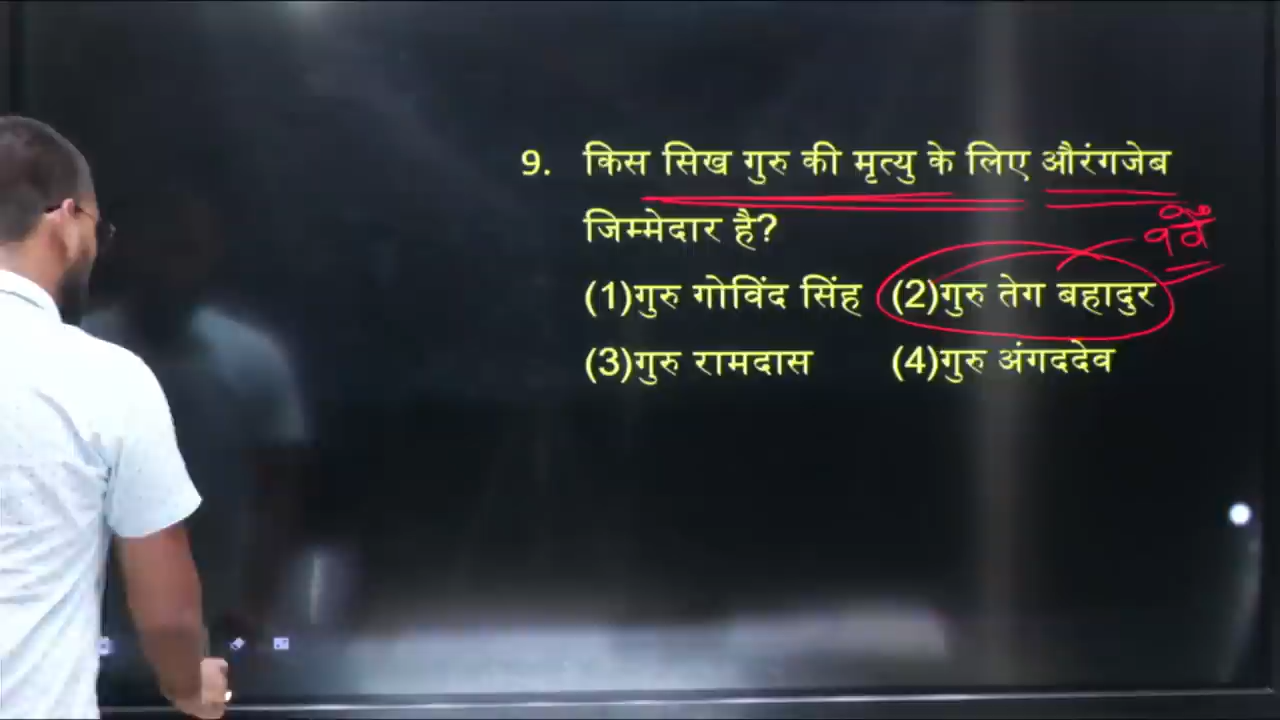 9. किस सिख गुरु की मृत्यु के लिए औरंगजेब
जिम्मेदार है?
9वें
(1)गुरु गोविंद सिंह (2)गुरु तेग बहादुर
(3)गुरु रामदास (4)गुरु अंगददेव